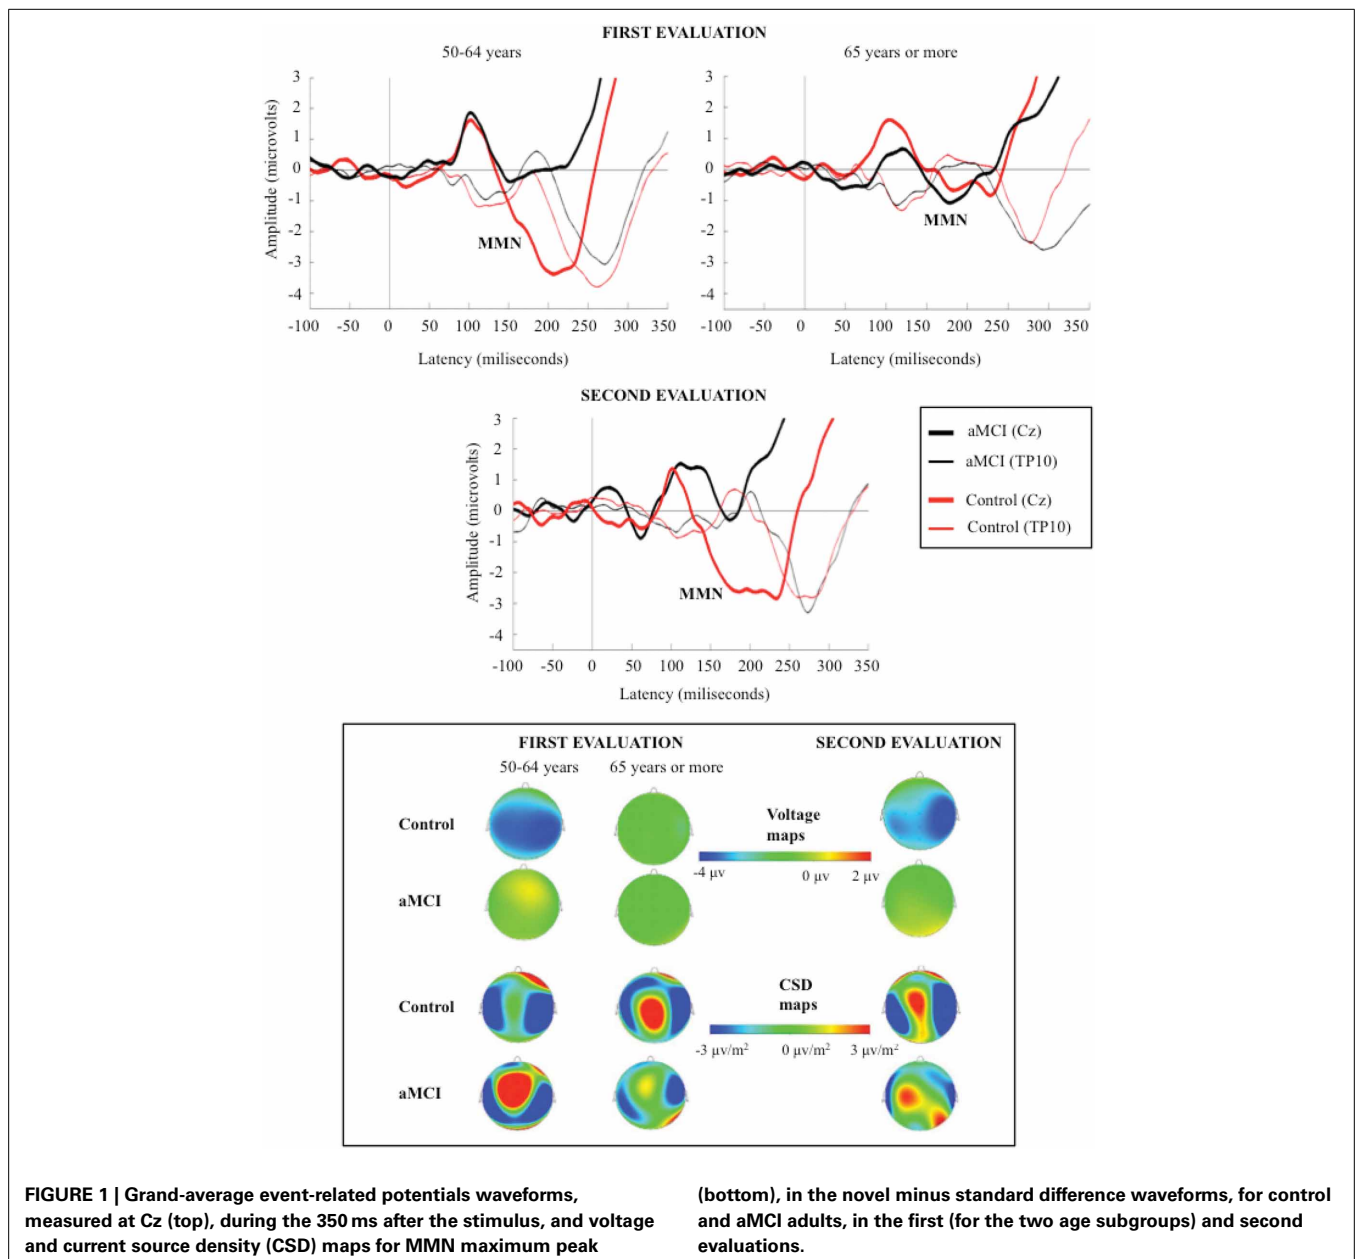 FIRST EVALUATION
50-64 years
65 years or more
Amplitude (microvolts)
3
2
1
0
-1
-2
-3
-4
-100 -50 0 50 100 150 200 250 300 350
Latency (miliseconds)
MMN
3
2
1
0
-1
-2
-3
-4
-100 -50 0 50 100 150 200 250 300 350
Latency (miliseconds)
MMN
SECOND EVALUATION
Amplitude (microvolts)
3
2
1
0
-1
-2
-3
-4
-100 -50 0 50 100 150 200 250 300 350
Latency (miliseconds)
MMN
aMCI (Cz)
aMCI (TP10)
Control (Cz)
Control (TP10)
FIRST EVALUATION SECOND EVALUATION
50-64 years 65 years or more
Control
Voltage
maps
-4 μv 0 μv 2 μv
aMCI
Control
CSD
maps
-3 μv/m² 0 μv/m² 3 μv/m²
aMCI
FIGURE 1 | Grand-average event-related potentials waveforms,
measured at Cz (top), during the 350 ms after the stimulus, and voltage
and current source density (CSD) maps for MMN maximum peak
(bottom), in the novel minus standard difference waveforms, for control
and aMCI adults, in the first (for the two age subgroups) and second
evaluations.